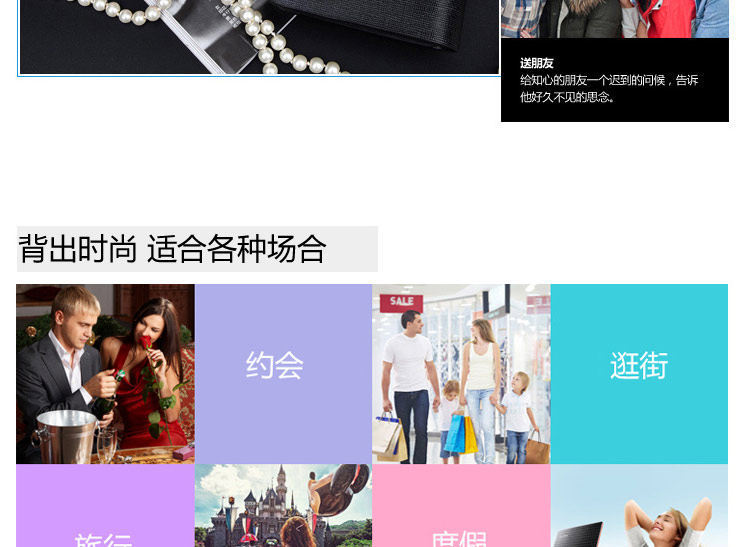 送朋友
给知心的朋友一个迟到的问候，告诉
他好久不见的思念。
背出时尚 适合各种场合
SALE
约会
逛街
旅行
度假